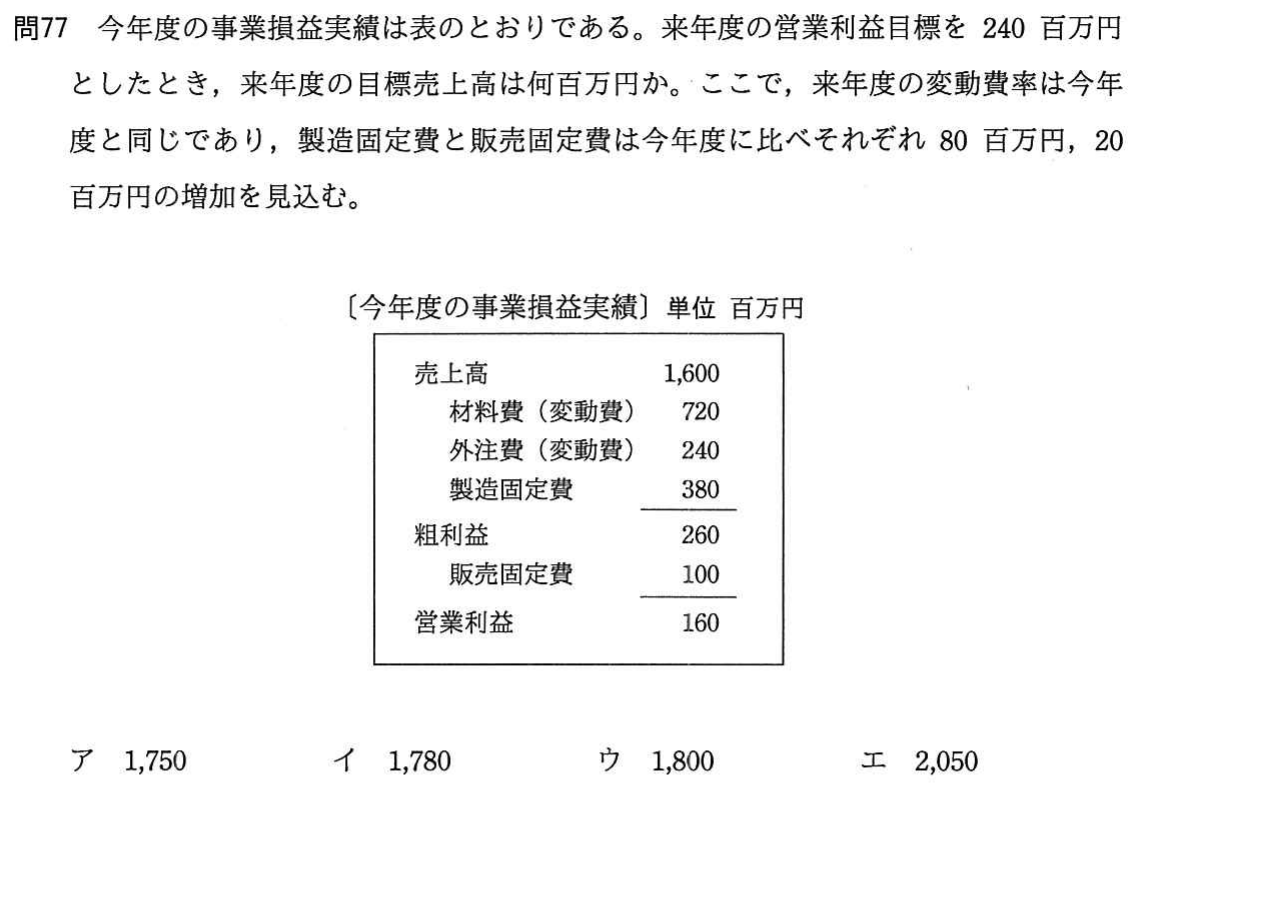 問77 今年度の事業損益実績は表のとおりである。来年度の営業利益目標を 240 百万円
としたとき，来年度の目標売上高は何百万円か。ここで，来年度の変動費率は今年
度と同じであり，製造固定費と販売固定費は今年度に比べそれぞれ 80 百万円，20
百万円の増加を見込む。
〔今年度の事業損益実績〕単位 百万円
売上高 1,600
材料費（変動費） 720
外注費（変動費） 240
製造固定費 380
粗利益 260
販売固定費 100
営業利益 160
ア 1,750 イ 1,780 ウ 1,800 エ 2,050